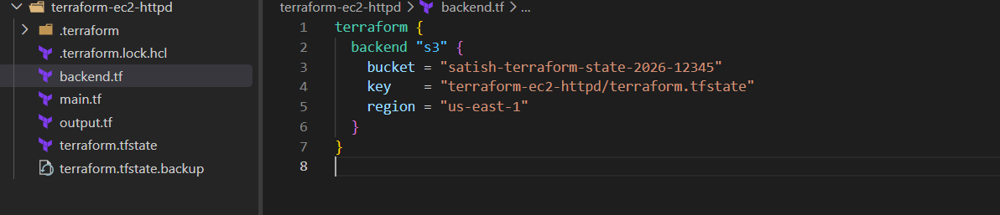 terraform-ec2-httpd
.terraform
.terraform.lock.hcl
backend.tf
main.tf
output.tf
terraform.tfstate
terraform.tfstate.backup
terraform-ec2-httpd > backend.tf > ...
1 terraform {
2   backend "s3" {
3     bucket = "satish-terraform-state-2026-12345"
4     key    = "terraform-ec2-httpd/terraform.tfstate"
5     region = "us-east-1"
6   }
7 }
8